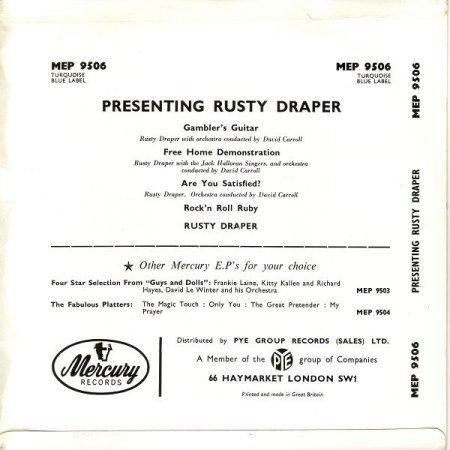 MEP 9506
TURQUOISE
BLUE LABEL
MEP 9506
TURQUOISE
BLUE LABEL
PRESENTING RUSTY DRAPER
Gambler's Guitar
Rusty Draper with orchestra conducted by David Carroll
Free Home Demonstration
Rusty Draper with the Jack Halloran Singers, and orchestra
conducted by David Carroll
Are You Satisfied?
Rusty Draper. Orchestra conducted by David Carroll
Rock'n Roll Ruby
RUSTY DRAPER
★ Other Mercury E.P's for your choice
Four Star Selection From "Guys and Dolls": Frankie Laine, Kitty Kallen and Richard
Hayes, David Le Winter and his Orchestra MEP 9503
The Fabulous Platters: The Magic Touch : Only You : The Great Pretender : My
Prayer MEP 9504
Mercury
RECORDS
Distributed by PYE GROUP RECORDS (SALES) LTD.
A Member of the PYE group of Companies
66 HAYMARKET LONDON SW1
Printed and made in Great Britain
MEP 9506
PRESENTING RUSTY DRAPER
MEP 9506